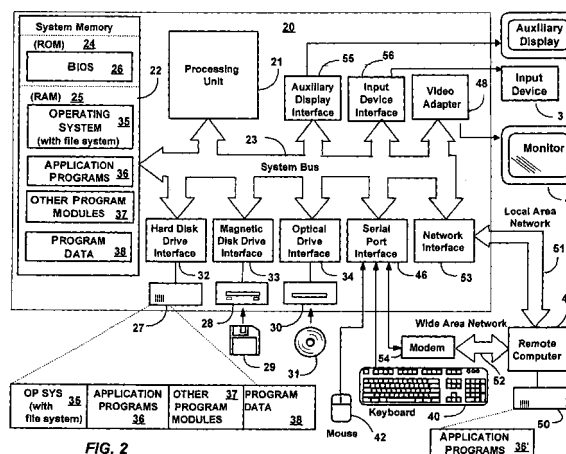 System Memory
(ROM) 24
BIOS 26
(RAM) 25
OPERATING
SYSTEM 35
(with file system)
APPLICATION
PROGRAMS 36
OTHER PROGRAM
MODULES 37
PROGRAM
DATA 38
22
20
Processing
Unit
21
55
Auxiliary
Display
Interface
56
Input
Device
Interface
Video
Adapter
48
Auxiliary
Display
Input
Device
Monitor
23
System Bus
Hard Disk
Drive
Interface
32
Magnetic
Disk Drive
Interface
33
Optical
Drive
Interface
34
Serial
Port
Interface
46
Network
Interface
53
Local Area
Network
51
27
28
29
30
31
Wide Area Network
Modem
54
52
Remote
Computer
Keyboard
40
Mouse
42
50
OP SYS 35
(with
file system)
APPLICATION
PROGRAMS
36
OTHER 37
PROGRAM
MODULES
PROGRAM
DATA
38
APPLICATION
PROGRAMS 36'
FIG. 2